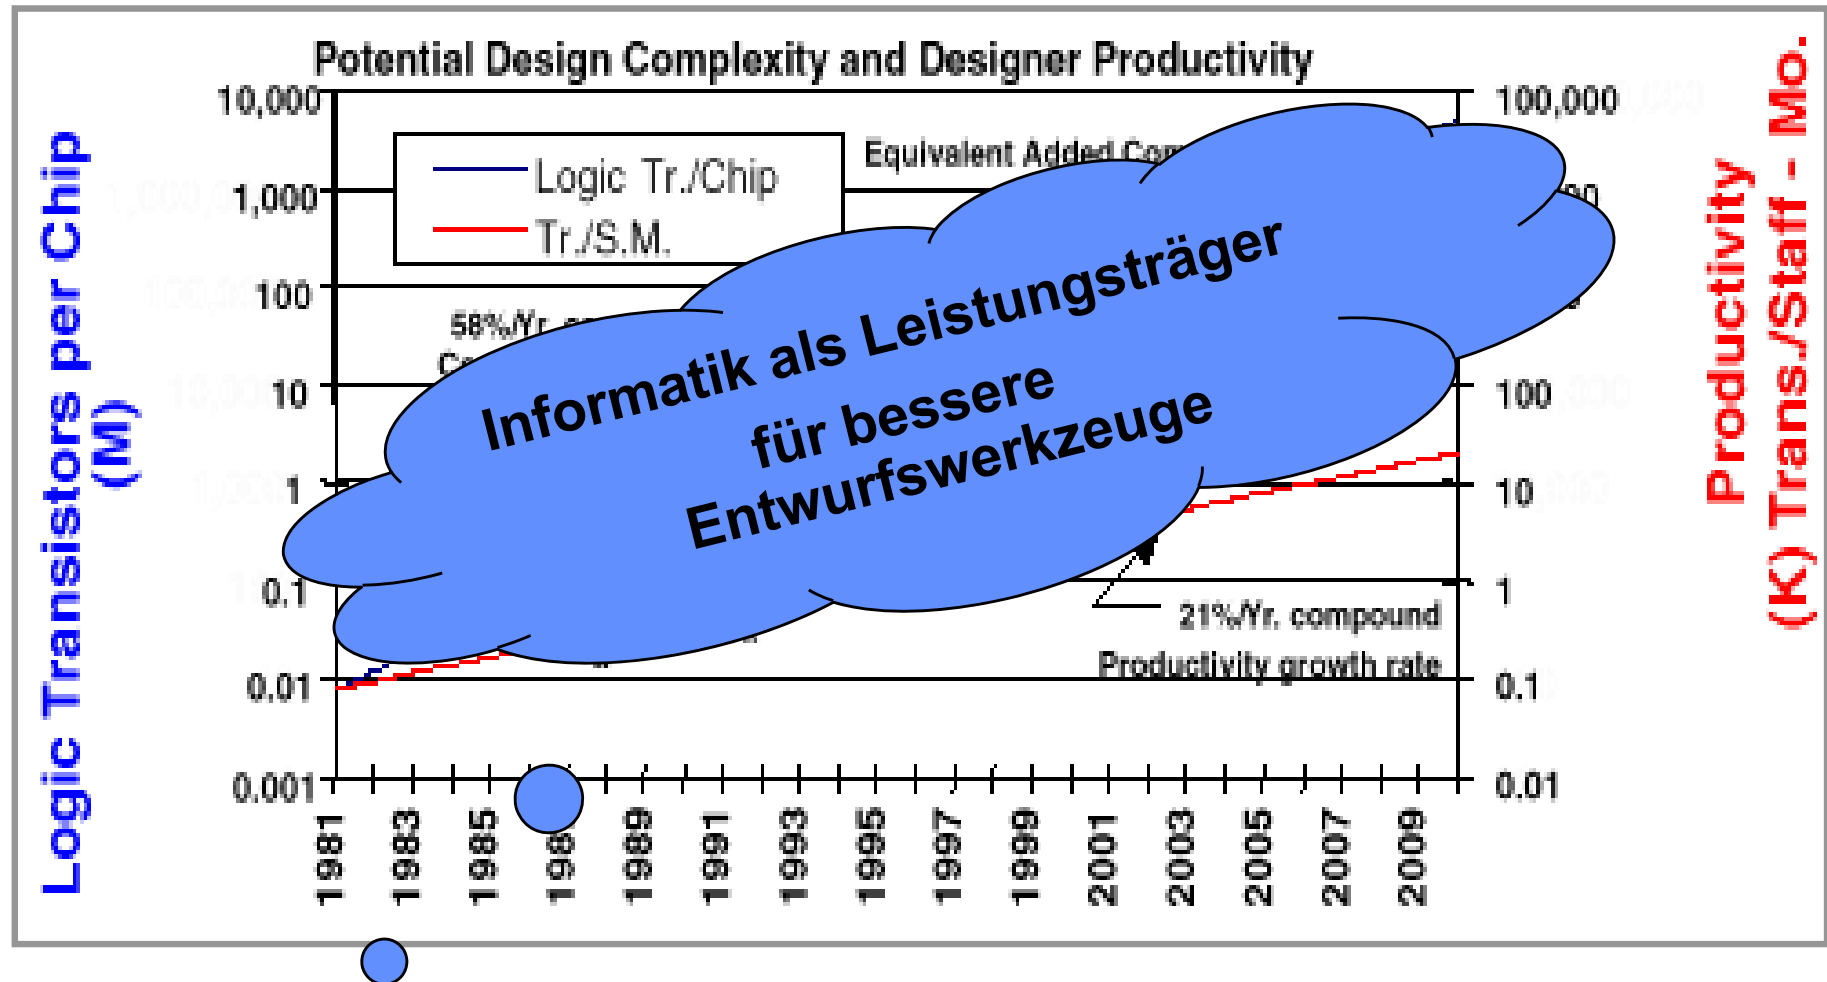 Potential Design Complexity and Designer Productivity
Logic Transistors per Chip
(M)
10,000
1,000
100
10
1
0.1
0.01
0.001
Logic Tr./Chip
Tr./S.M.
Equivalent Added
58%/Yr.
Informatik als Leistungsträger
für bessere
Entwurfswerkzeuge
21%/Yr. compound
Productivity growth rate
100,000
100
10
1
0.1
0.01
Productivity
(K) Trans./Staff - Mo.
1981
1983
1985
1989
1991
1993
1995
1997
1999
2001
2003
2005
2007
2009